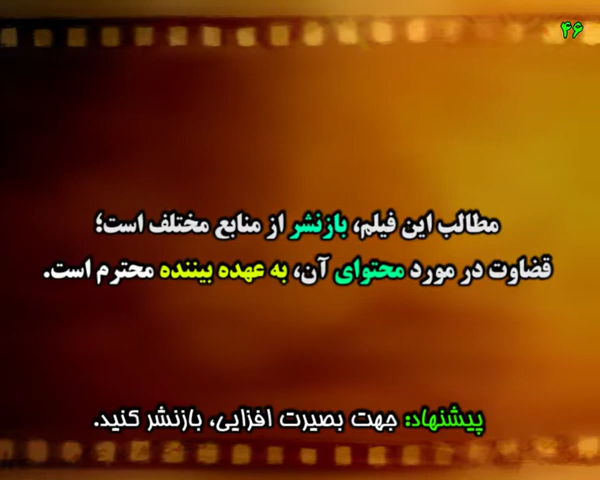 ۴۶
مطالب این فیلم، بازنشر از منابع مختلف است؛
قضاوت در مورد محتوای آن، به عهده بیننده محترم است.
پیشنهاد: جهت بصیرت افزایی، بازنشر کنید.